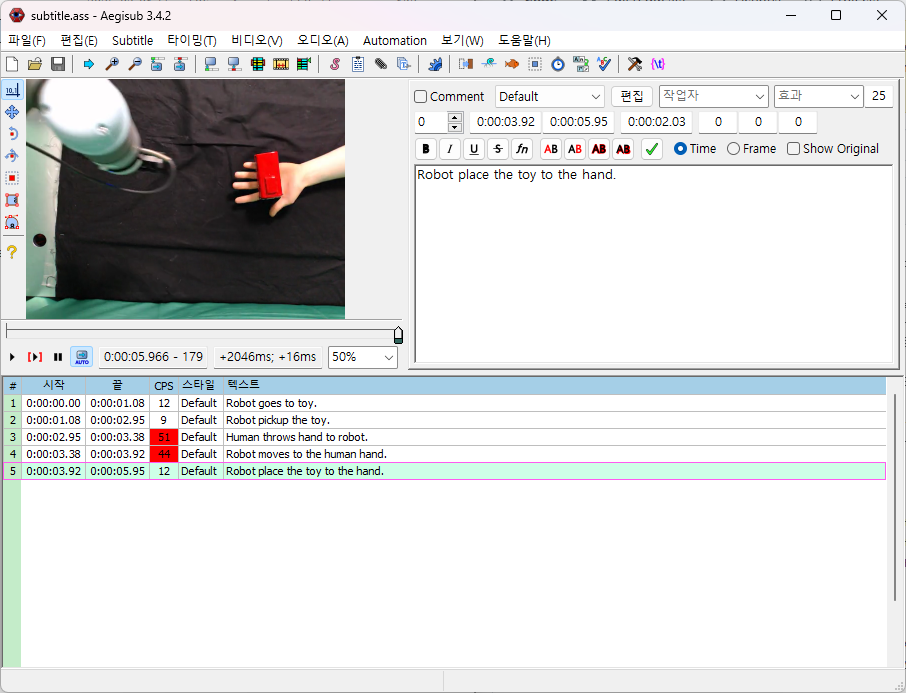 subtitle.ass - Aegisub 3.4.2
파일(F) 편집(E) Subtitle 타이밍(T) 비디오(V) 오디오(A) Automation 보기(W) 도움말(H)
Comment Default 편집 작업자 효과 25
0 0:00:03.92 0:00:05.95 0:00:02.03 0 0 0
B I U S fn AB AB AB AB Time Frame Show Original
Robot place the toy to the hand.
AUTO 0:00:05.966 - 179 +2046ms; +16ms 50%
# 시작 끝 CPS 스타일 텍스트
1 0:00:00.00 0:00:01.08 12 Default Robot goes to toy.
2 0:00:01.08 0:00:02.95 9 Default Robot pickup the toy.
3 0:00:02.95 0:00:03.38 51 Default Human throws hand to robot.
4 0:00:03.38 0:00:03.92 44 Default Robot moves to the human hand.
5 0:00:03.92 0:00:05.95 12 Default Robot place the toy to the hand.